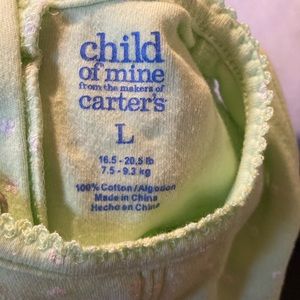 child
of mine
from the makers of
carter's
L
16.5 - 20.5 lb
7.5 - 9.3 kg
100% Cotton / Algodon
Made in China
Hecho en China